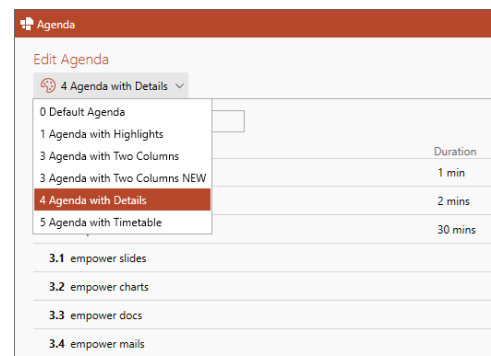 Agenda
Edit Agenda
4 Agenda with Details
0 Default Agenda
1 Agenda with Highlights
3 Agenda with Two Columns
3 Agenda with Two Columns NEW
4 Agenda with Details
5 Agenda with Timetable
Duration
1 min
2 mins
30 mins
3.1 empower slides
3.2 empower charts
3.3 empower docs
3.4 empower mails